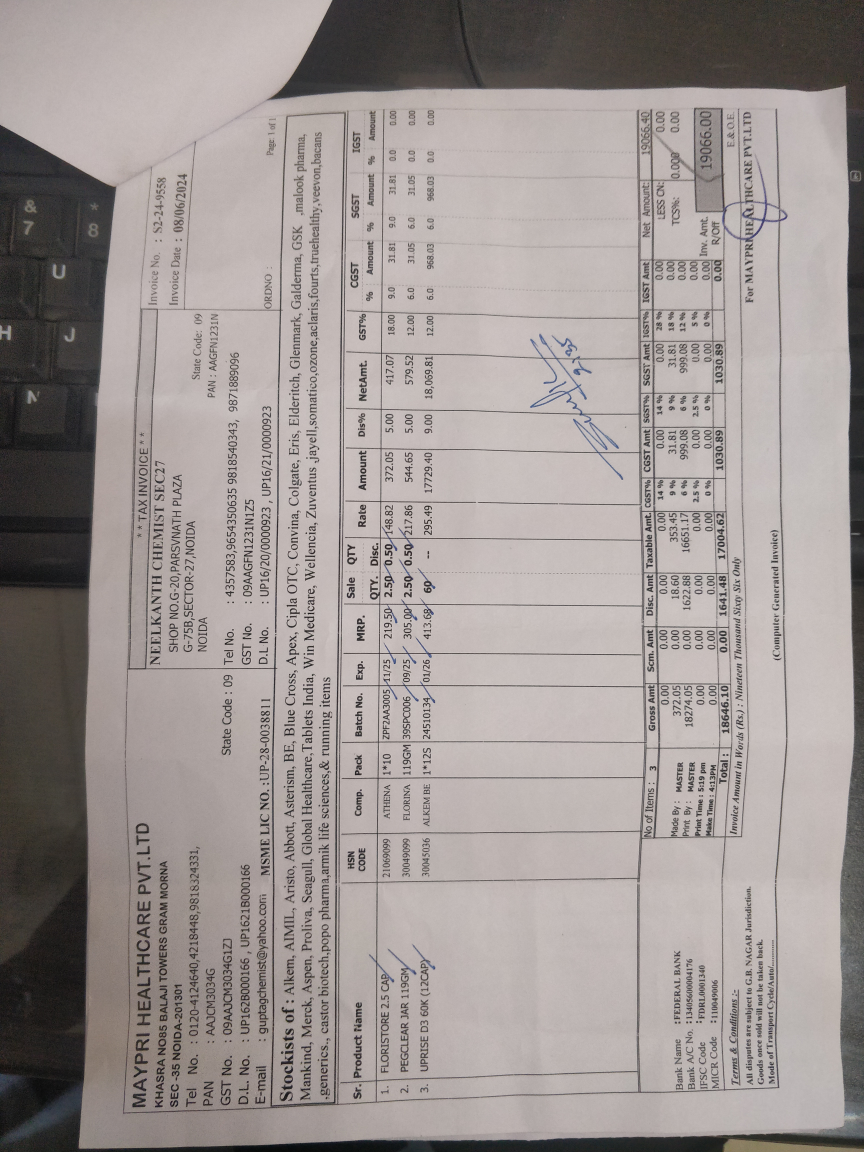 ** TAX INVOICE **
MAYPRI HEALTHCARE PVT.LTD
KHASRA NO85 BALAJI TOWERS GRAM MORNA
SEC -35 NOIDA-201301
Tel No. : 0120-4124640,4218448,9818324331,
PAN : AAJCM3034G
GST No. : 09AAJCM3034G1ZJ State Code : 09
D.L. No. : UP162B000166 , UP1621B000166
E-mail : guptagchemist@yahoo.com MSME LIC NO. :UP-28-0038811
NEELKANTH CHEMIST SEC27
SHOP NO.G-20,PARSVNATH PLAZA
G-75B,SECTOR-27,NOIDA
NOIDA State Code: 09
PAN : AAGFN1231N
Tel No. : 4357583,9654350635 9818540343, 9871889096
GST No. : 09AAGFN1231N1Z5
D.L No. : UP16/20/0000923 , UP16/21/0000923
Invoice No. : S2-24-9558
Invoice Date : 08/06/2024
Page 1 of 1
ORDNO :
Stockists of : Alkem, AIMIL, Aristo, Abbott, Asterism, BE, Blue Cross, Apex, Cipla OTC, Convina, Colgate, Eris, Elderitch, Glenmark, Galderma, GSK ,malook pharma,
Mankind, Merck, Aspen, Proliva, Seagull, Global Healthcare,Tablets India, Win Medicare, Wellencia, Zuventus ,jayell,somatico,ozone,aclaris,fourts,truehealthy,veevon,bacans
,generics,, castor biotech,popo pharma,armik life sciences,& running items
Sr. Product Name HSN CODE Comp. Pack Batch No. Exp. MRP. Sale QTY. QTY Disc. Rate Amount Dis% NetAmt. GST% CGST % Amount SGST % Amount IGST % Amount
1. FLORISTORE 2.5 CAP 21069099 ATHENA 1*10 ZPF2AA3005 11/25 219.50 2.50 0.50 148.82 372.05 5.00 417.07 18.00 9.0 31.81 9.0 31.81 0.0 0.00
2. PEGCLEAR JAR 119GM 30049099 FLORINA 119GM 39SPC006 09/25 305.00 2.50 0.50 217.86 544.65 5.00 579.52 12.00 6.0 31.05 6.0 31.05 0.0 0.00
3. UPRISE D3 60K (12CAP) 30045036 ALKEM BE 1*12S 24510134 01/26 413.68 60 -- 295.49 17729.40 9.00 18,069.81 12.00 6.0 968.03 6.0 968.03 0.0 0.00
Bank Name : FEDERAL BANK
Bank A/C No. : 13405600004176
IFSC Code : FDRL0001340
MICR Code : 110049006
Terms & Conditions :-
All disputes are subject to G.B. NAGAR Jurisdiction.
Goods once sold will not be taken back.
Mode of Transport Cycle/Auto/..........
No of Items : 3 Gross Amt Scm. Amt Disc. Amt Taxable Amt. CGST% CGST Amt SGST% SGST Amt IGST% IGST Amt
0.00 0.00 0.00 0.00 14 % 0.00 14 % 0.00 28 % 0.00
Made By : MASTER 372.05 0.00 18.60 353.45 9 % 31.81 9 % 31.81 18 % 0.00
Print By : MASTER 18274.05 0.00 1622.88 16651.17 6 % 999.08 6 % 999.08 12 % 0.00
Print Time : 5:19 pm 0.00 0.00 0.00 0.00 2.5 % 0.00 2.5 % 0.00 5 % 0.00
Make Time : 4:13PM 0.00 0.00 0.00 0.00 0 % 0.00 0 % 0.00 0 % 0.00
Total : 18646.10 0.00 1641.48 17004.62 1030.89 1030.89 0.00
Net Amount: 19066.40
LESS CN: 0.00
TCS%: 0.000 0.00
Inv. Amt. R/Off 19066.00
Invoice Amount in Words (Rs.) : Nineteen Thousand Sixty Six Only
E.& O.E.
For MAYPRI HEALTHCARE PVT.LTD
(Computer Generated Invoice)
&
7
*
8
U
H
J
N